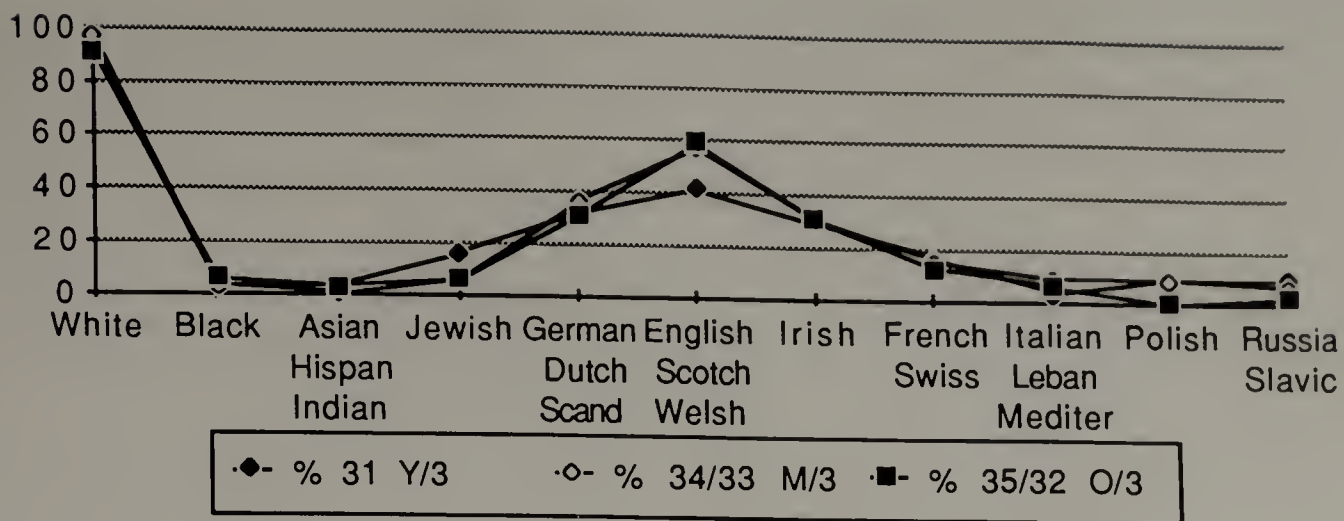 100
80
60
40
20
0
White Black Asian Jewish German English Irish French Italian Polish Russia
Hispan Dutch Scotch Swiss Leban Slavic
Indian Scand Welsh Mediter
% 31 Y/3 % 34/33 M/3 % 35/32 O/3